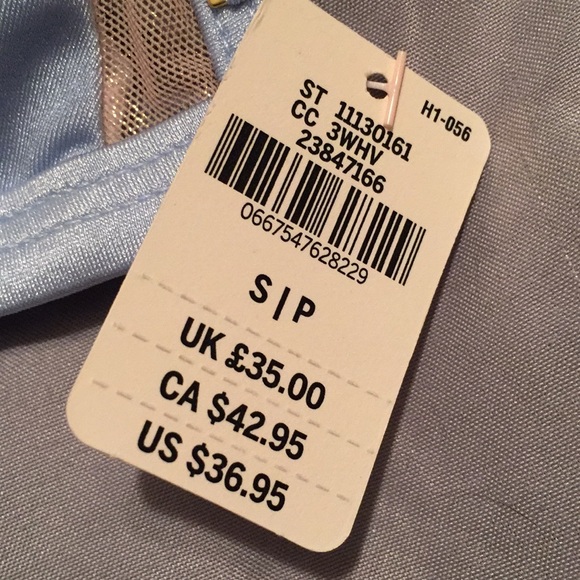 H1-056
ST 11130161
CC 3WHV
23847166
0667547628229
S|P
UK £35.00
CA $42.95
US $36.95